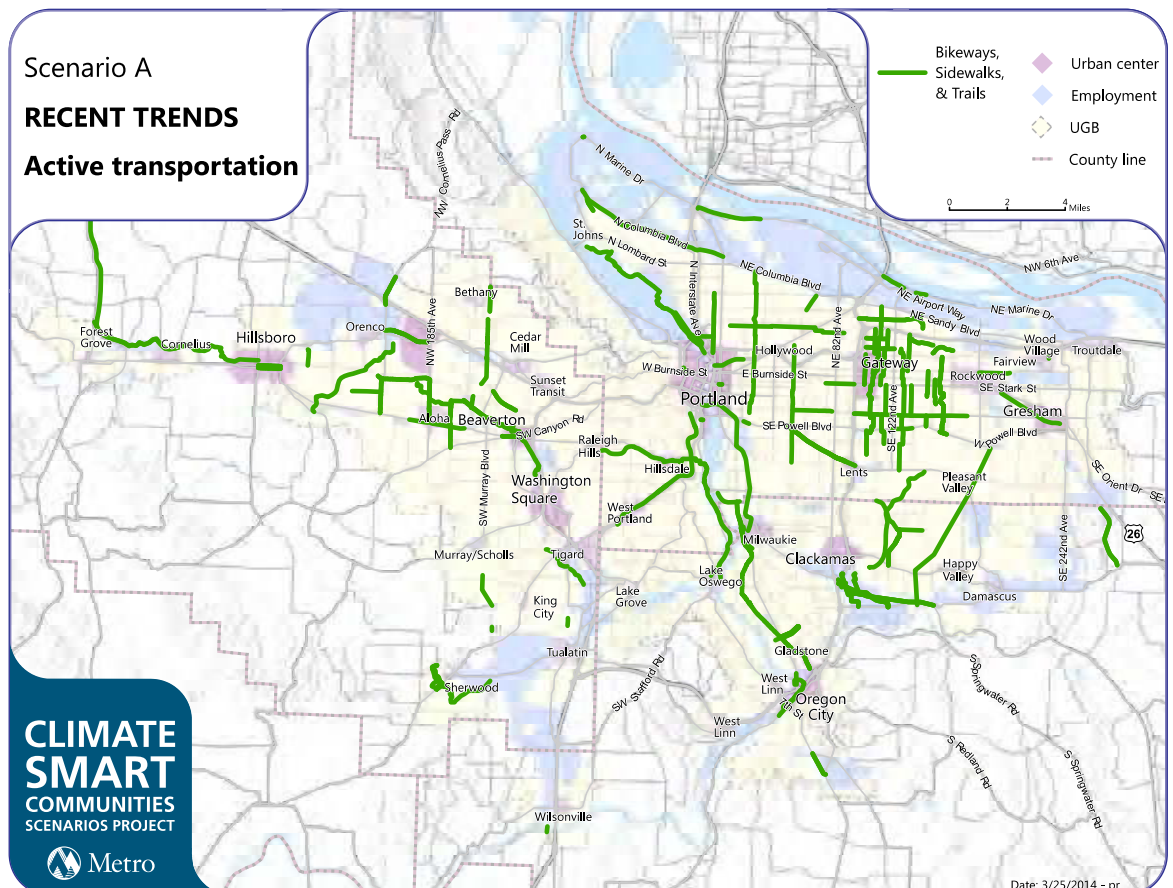 Scenario A
RECENT TRENDS
Active transportation
Bikeways,
Sidewalks,
& Trails
Urban center
Employment
UGB
County line
0 2 4
Miles
NW Cornelius Pass Rd
N Marine Dr
St.
Johns
N Columbia Blvd
N Lombard St
N Interstate Ave
NE Columbia Blvd
NW 6th Ave
NE Airport Way
NE Marine Dr
NE Sandy Blvd
NE 82nd Ave
Bethany
NW 185th Ave
Orenco
Forest
Grove
Cornelius
Hillsboro
Cedar
Mill
Sunset
Transit
W Burnside St
Hollywood
E Burnside St
Gateway
Wood
Village
Troutdale
Fairview
Rockwood
SE Stark St
Portland
Gresham
Aloha
Beaverton
SW Canyon Rd
SE Powell Blvd
SE 122nd Ave
W Powell Blvd
Raleigh
Hills
Hillsdale
Lents
Pleasant
Valley
SE Orient Dr
SE
SW Murray Blvd
Washington
Square
West
Portland
26
Murray/Scholls
Tigard
Milwaukie
Clackamas
SE 242nd Ave
Lake
Oswego
Happy
Valley
Damascus
King
City
Lake
Grove
Tualatin
Gladstone
Sherwood
SW Stafford Rd
West
Linn
7th St
Oregon
City
West
Linn
S Springwater Rd
S Redland Rd
S Springwater Rd
Wilsonville
CLIMATE
SMART
COMMUNITIES
SCENARIOS PROJECT
Metro
Date: 3/25/2014 - pr